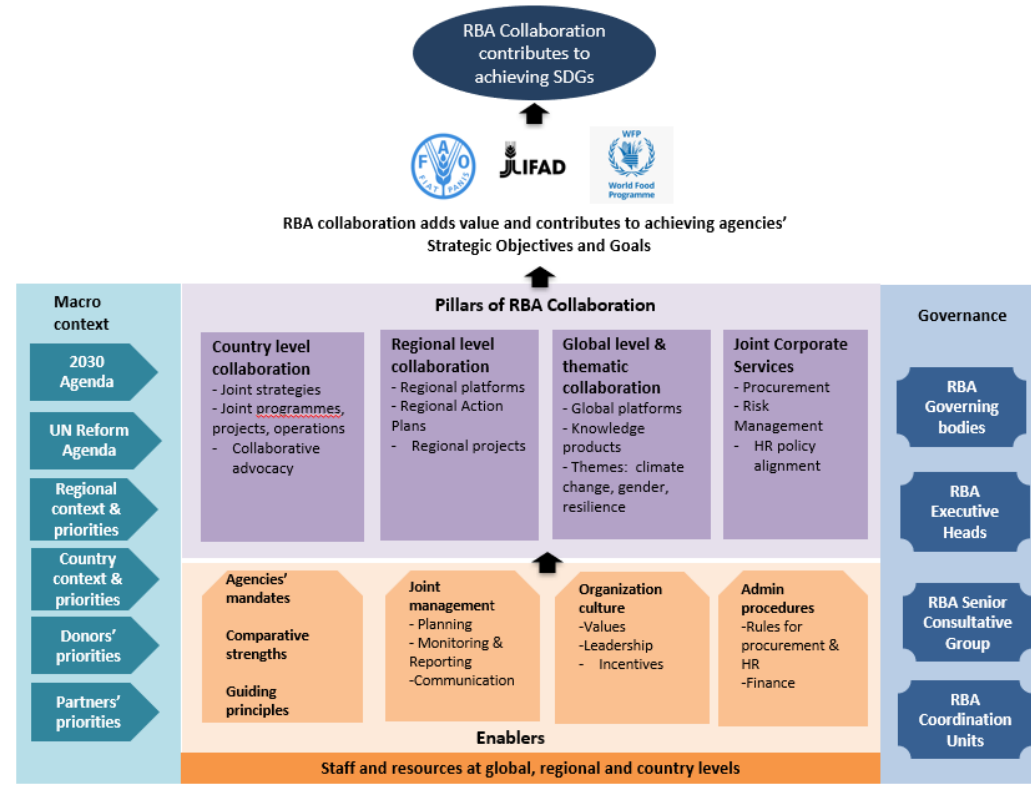 RBA Collaboration
contributes to
achieving SDGs
F A O
FIAT PANIS
JLIFAD
WFP
World Food
Programme
RBA collaboration adds value and contributes to achieving agencies’
Strategic Objectives and Goals
Macro
context
2030
Agenda
UN Reform
Agenda
Regional
context &
priorities
Country
context &
priorities
Donors’
priorities
Partners’
priorities
Pillars of RBA Collaboration
Country level
collaboration
- Joint strategies
- Joint programmes,
projects, operations
- Collaborative
advocacy
Regional level
collaboration
- Regional platforms
- Regional Action
Plans
- Regional projects
Global level &
thematic
collaboration
- Global platforms
- Knowledge
products
- Themes: climate
change, gender,
resilience
Joint Corporate
Services
- Procurement
- Risk
Management
- HR policy
alignment
Agencies’
mandates
Comparative
strengths
Guiding
principles
Joint
management
- Planning
- Monitoring &
Reporting
-Communication
Organization
culture
-Values
-Leadership
- Incentives
Admin
procedures
-Rules for
procurement &
HR
-Finance
Enablers
Staff and resources at global, regional and country levels
Governance
RBA
Governing
bodies
RBA
Executive
Heads
RBA Senior
Consultative
Group
RBA
Coordination
Units